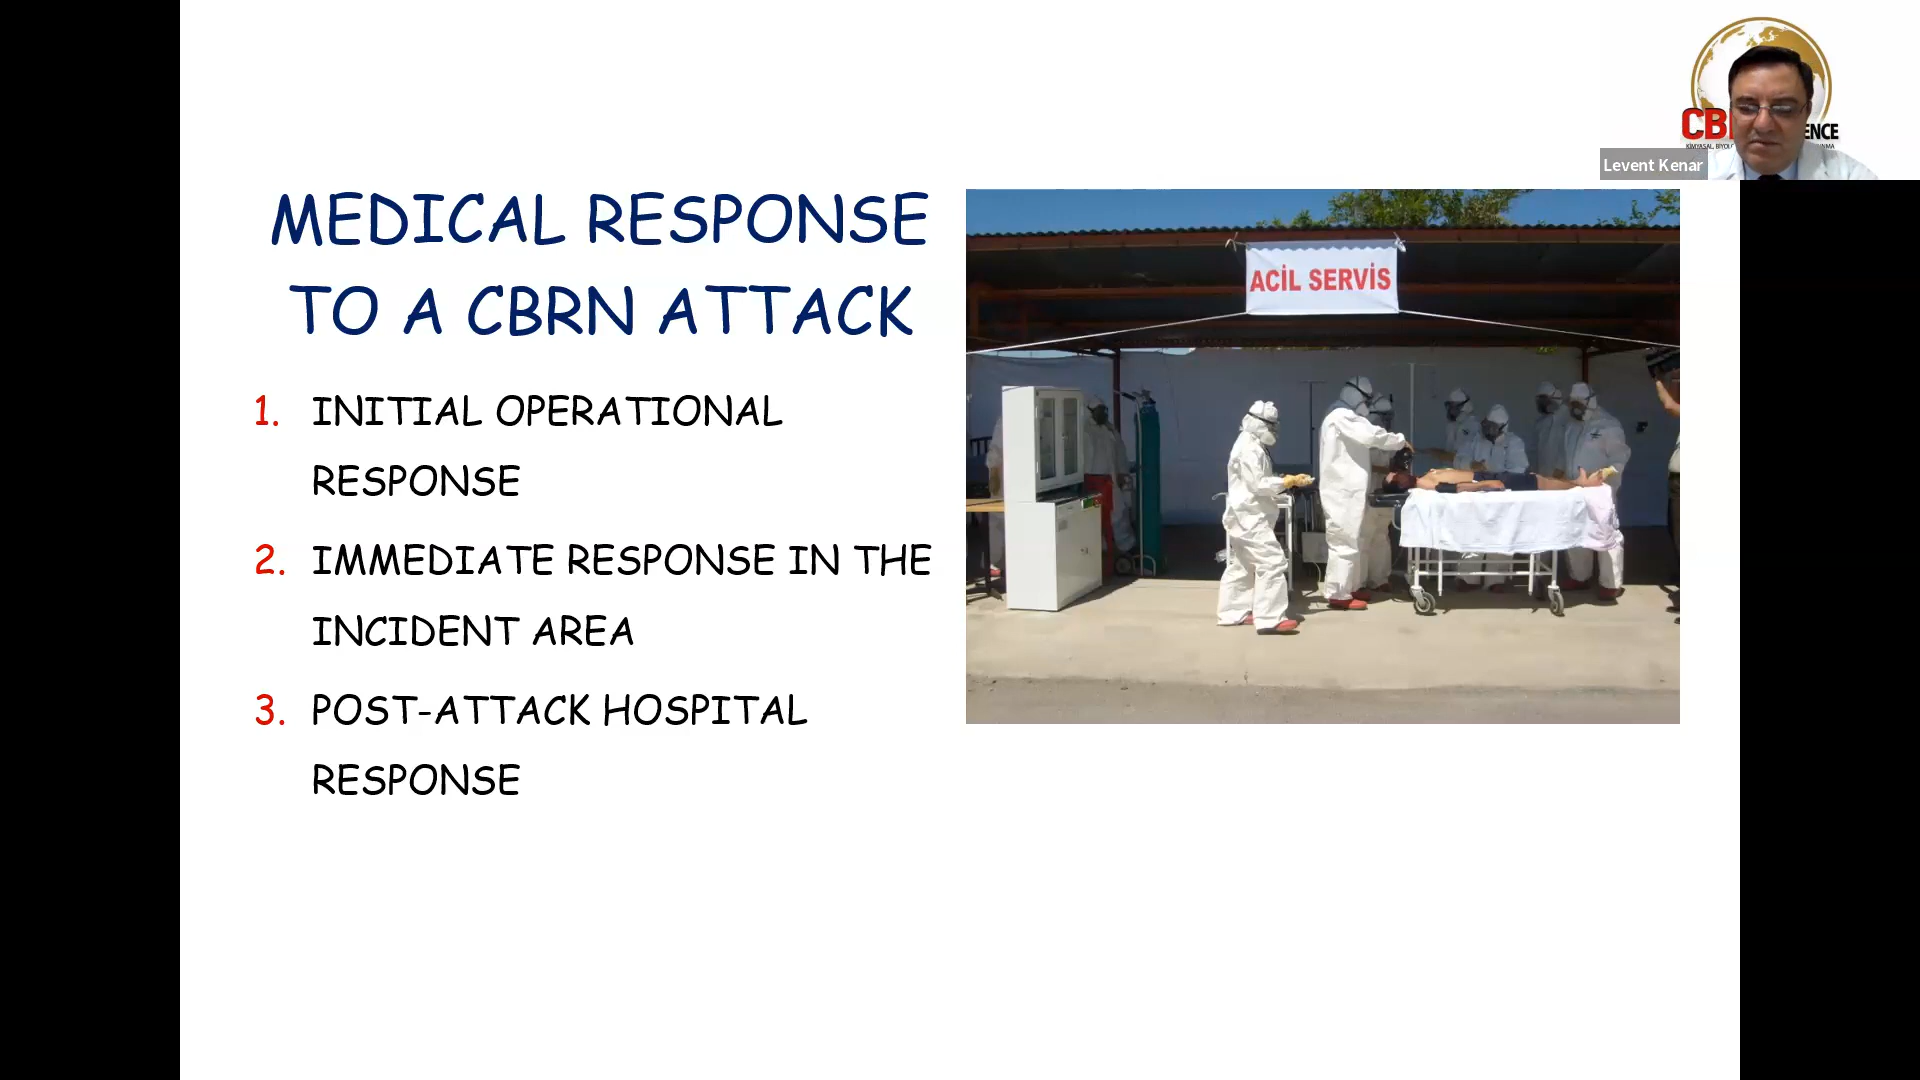 MEDICAL RESPONSE
TO A CBRN ATTACK
1. INITIAL OPERATIONAL
RESPONSE
2. IMMEDIATE RESPONSE IN THE
INCIDENT AREA
3. POST-ATTACK HOSPITAL
RESPONSE
ACİL SERVİS
Levent Kenar